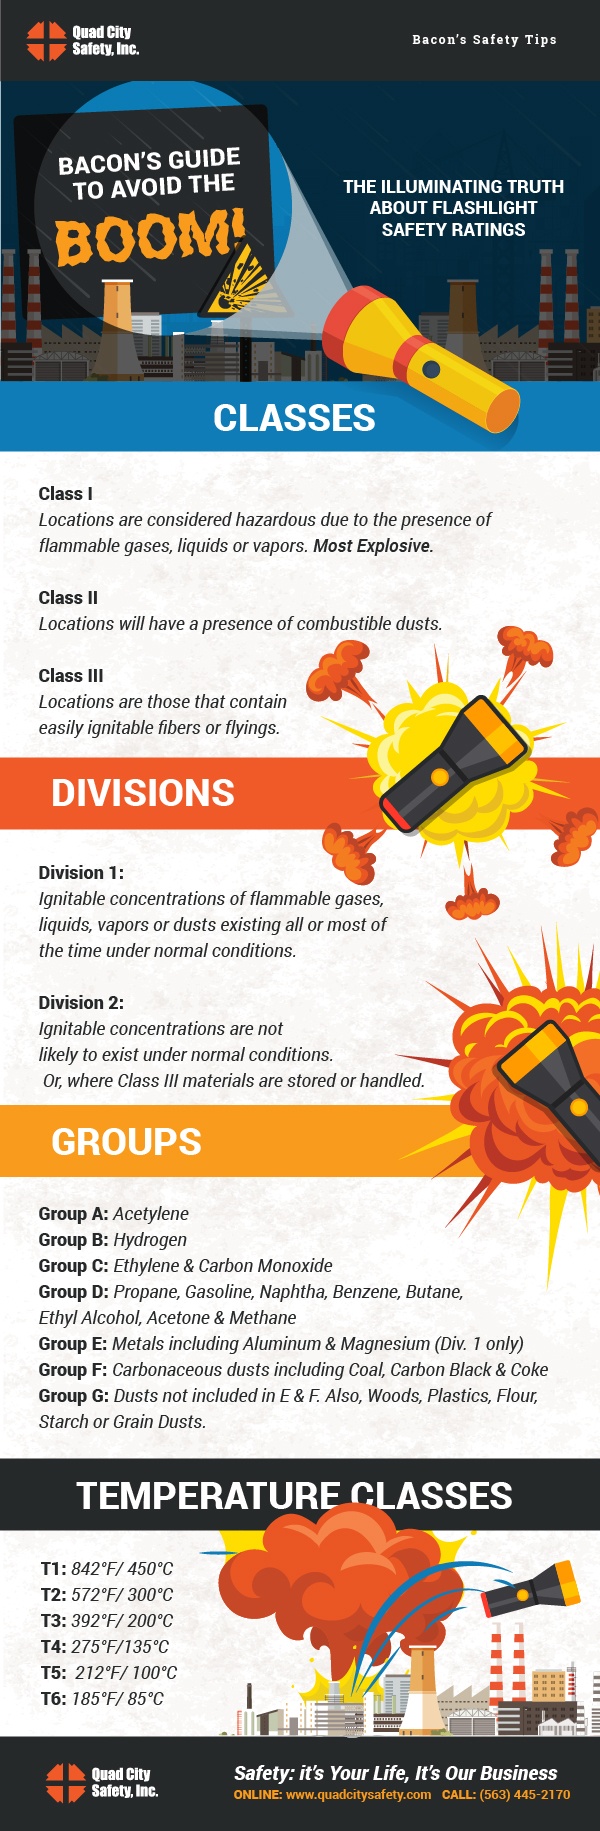 Quad City
Safety, Inc.
Bacon's Safety Tips
BACON'S GUIDE
TO AVOID THE
BOOM!
THE ILLUMINATING TRUTH
ABOUT FLASHLIGHT
SAFETY RATINGS
CLASSES
Class I
Locations are considered hazardous due to the presence of
flammable gases, liquids or vapors. Most Explosive.
Class II
Locations will have a presence of combustible dusts.
Class III
Locations are those that contain
easily ignitable fibers or flyings.
DIVISIONS
Division 1:
Ignitable concentrations of flammable gases,
liquids, vapors or dusts existing all or most of
the time under normal conditions.
Division 2:
Ignitable concentrations are not
likely to exist under normal conditions.
Or, where Class III materials are stored or handled.
GROUPS
Group A: Acetylene
Group B: Hydrogen
Group C: Ethylene & Carbon Monoxide
Group D: Propane, Gasoline, Naphtha, Benzene, Butane,
Ethyl Alcohol, Acetone & Methane
Group E: Metals including Aluminum & Magnesium (Div. 1 only)
Group F: Carbonaceous dusts including Coal, Carbon Black & Coke
Group G: Dusts not included in E & F. Also, Woods, Plastics, Flour,
Starch or Grain Dusts.
TEMPERATURE CLASSES
T1: 842°F/ 450°C
T2: 572°F/ 300°C
T3: 392°F/ 200°C
T4: 275°F/135°C
T5: 212°F/ 100°C
T6: 185°F/ 85°C
Quad City
Safety, Inc.
Safety: it's Your Life, It's Our Business
ONLINE: www.quadcitysafety.com CALL: (563) 445-2170